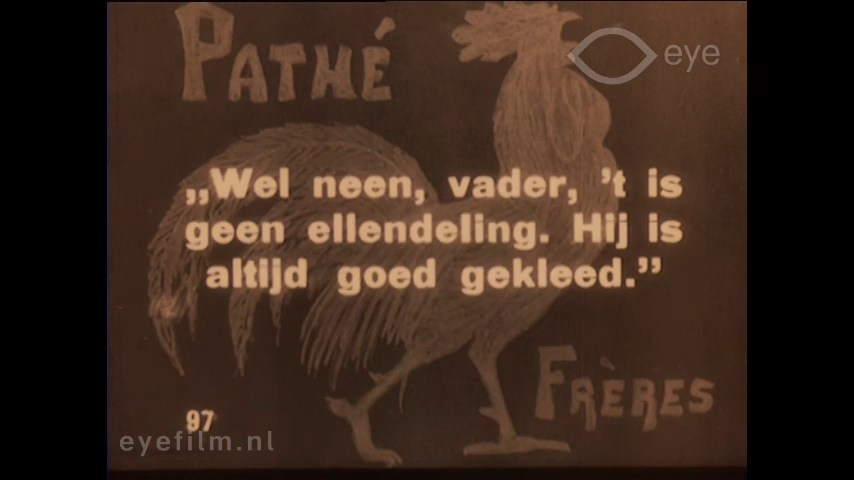 PATHÉ
eye
„Wel neen, vader, 't is
geen ellendeling. Hij is
altijd goed gekleed.”
FRÈRES
97
eyefilm.nl